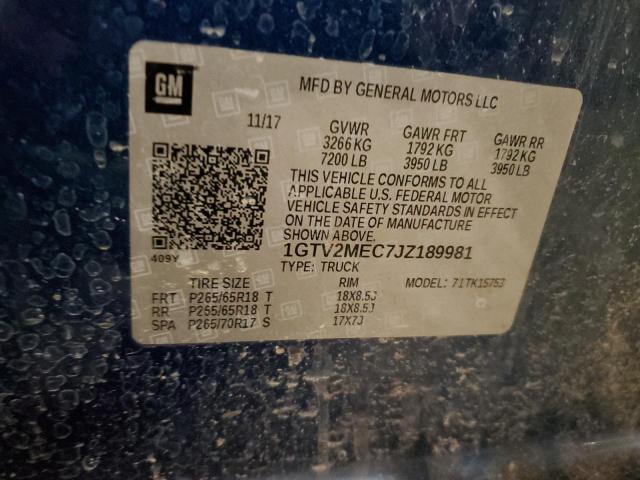 GM
MFD BY GENERAL MOTORS LLC
11/17 GVWR GAWR FRT GAWR RR
3266 KG 1792 KG 1792 KG
7200 LB 3950 LB 3950 LB
THIS VEHICLE CONFORMS TO ALL
APPLICABLE U.S. FEDERAL MOTOR
VEHICLE SAFETY STANDARDS IN EFFECT
ON THE DATE OF MANUFACTURE
SHOWN ABOVE.
409Y
1GTV2MEC7JZ189981
TYPE: TRUCK MODEL: 71TK15753
TIRE SIZE RIM
FRT P265/65R18 T 18X8.5J
RR P265/65R18 T 18X8.5J
SPA P265/70R17 S 17X7J